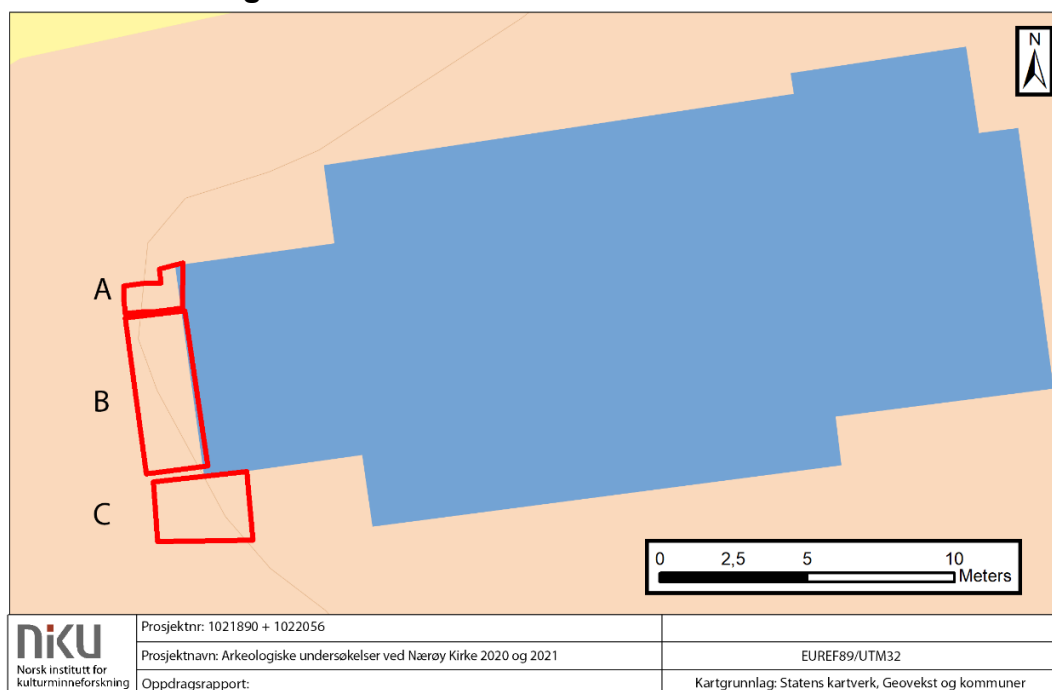 N
A
B
C
0 2,5 5 10
Meters
NIKU
Norsk institutt for
kulturminneforskning
Prosjektnr: 1021890 + 1022056
Prosjektnavn: Arkeologiske undersøkelser ved Nærøy Kirke 2020 og 2021
EUREF89/UTM32
Oppdragsrapport:
Kartgrunnlag: Statens kartverk, Geovekst og kommuner